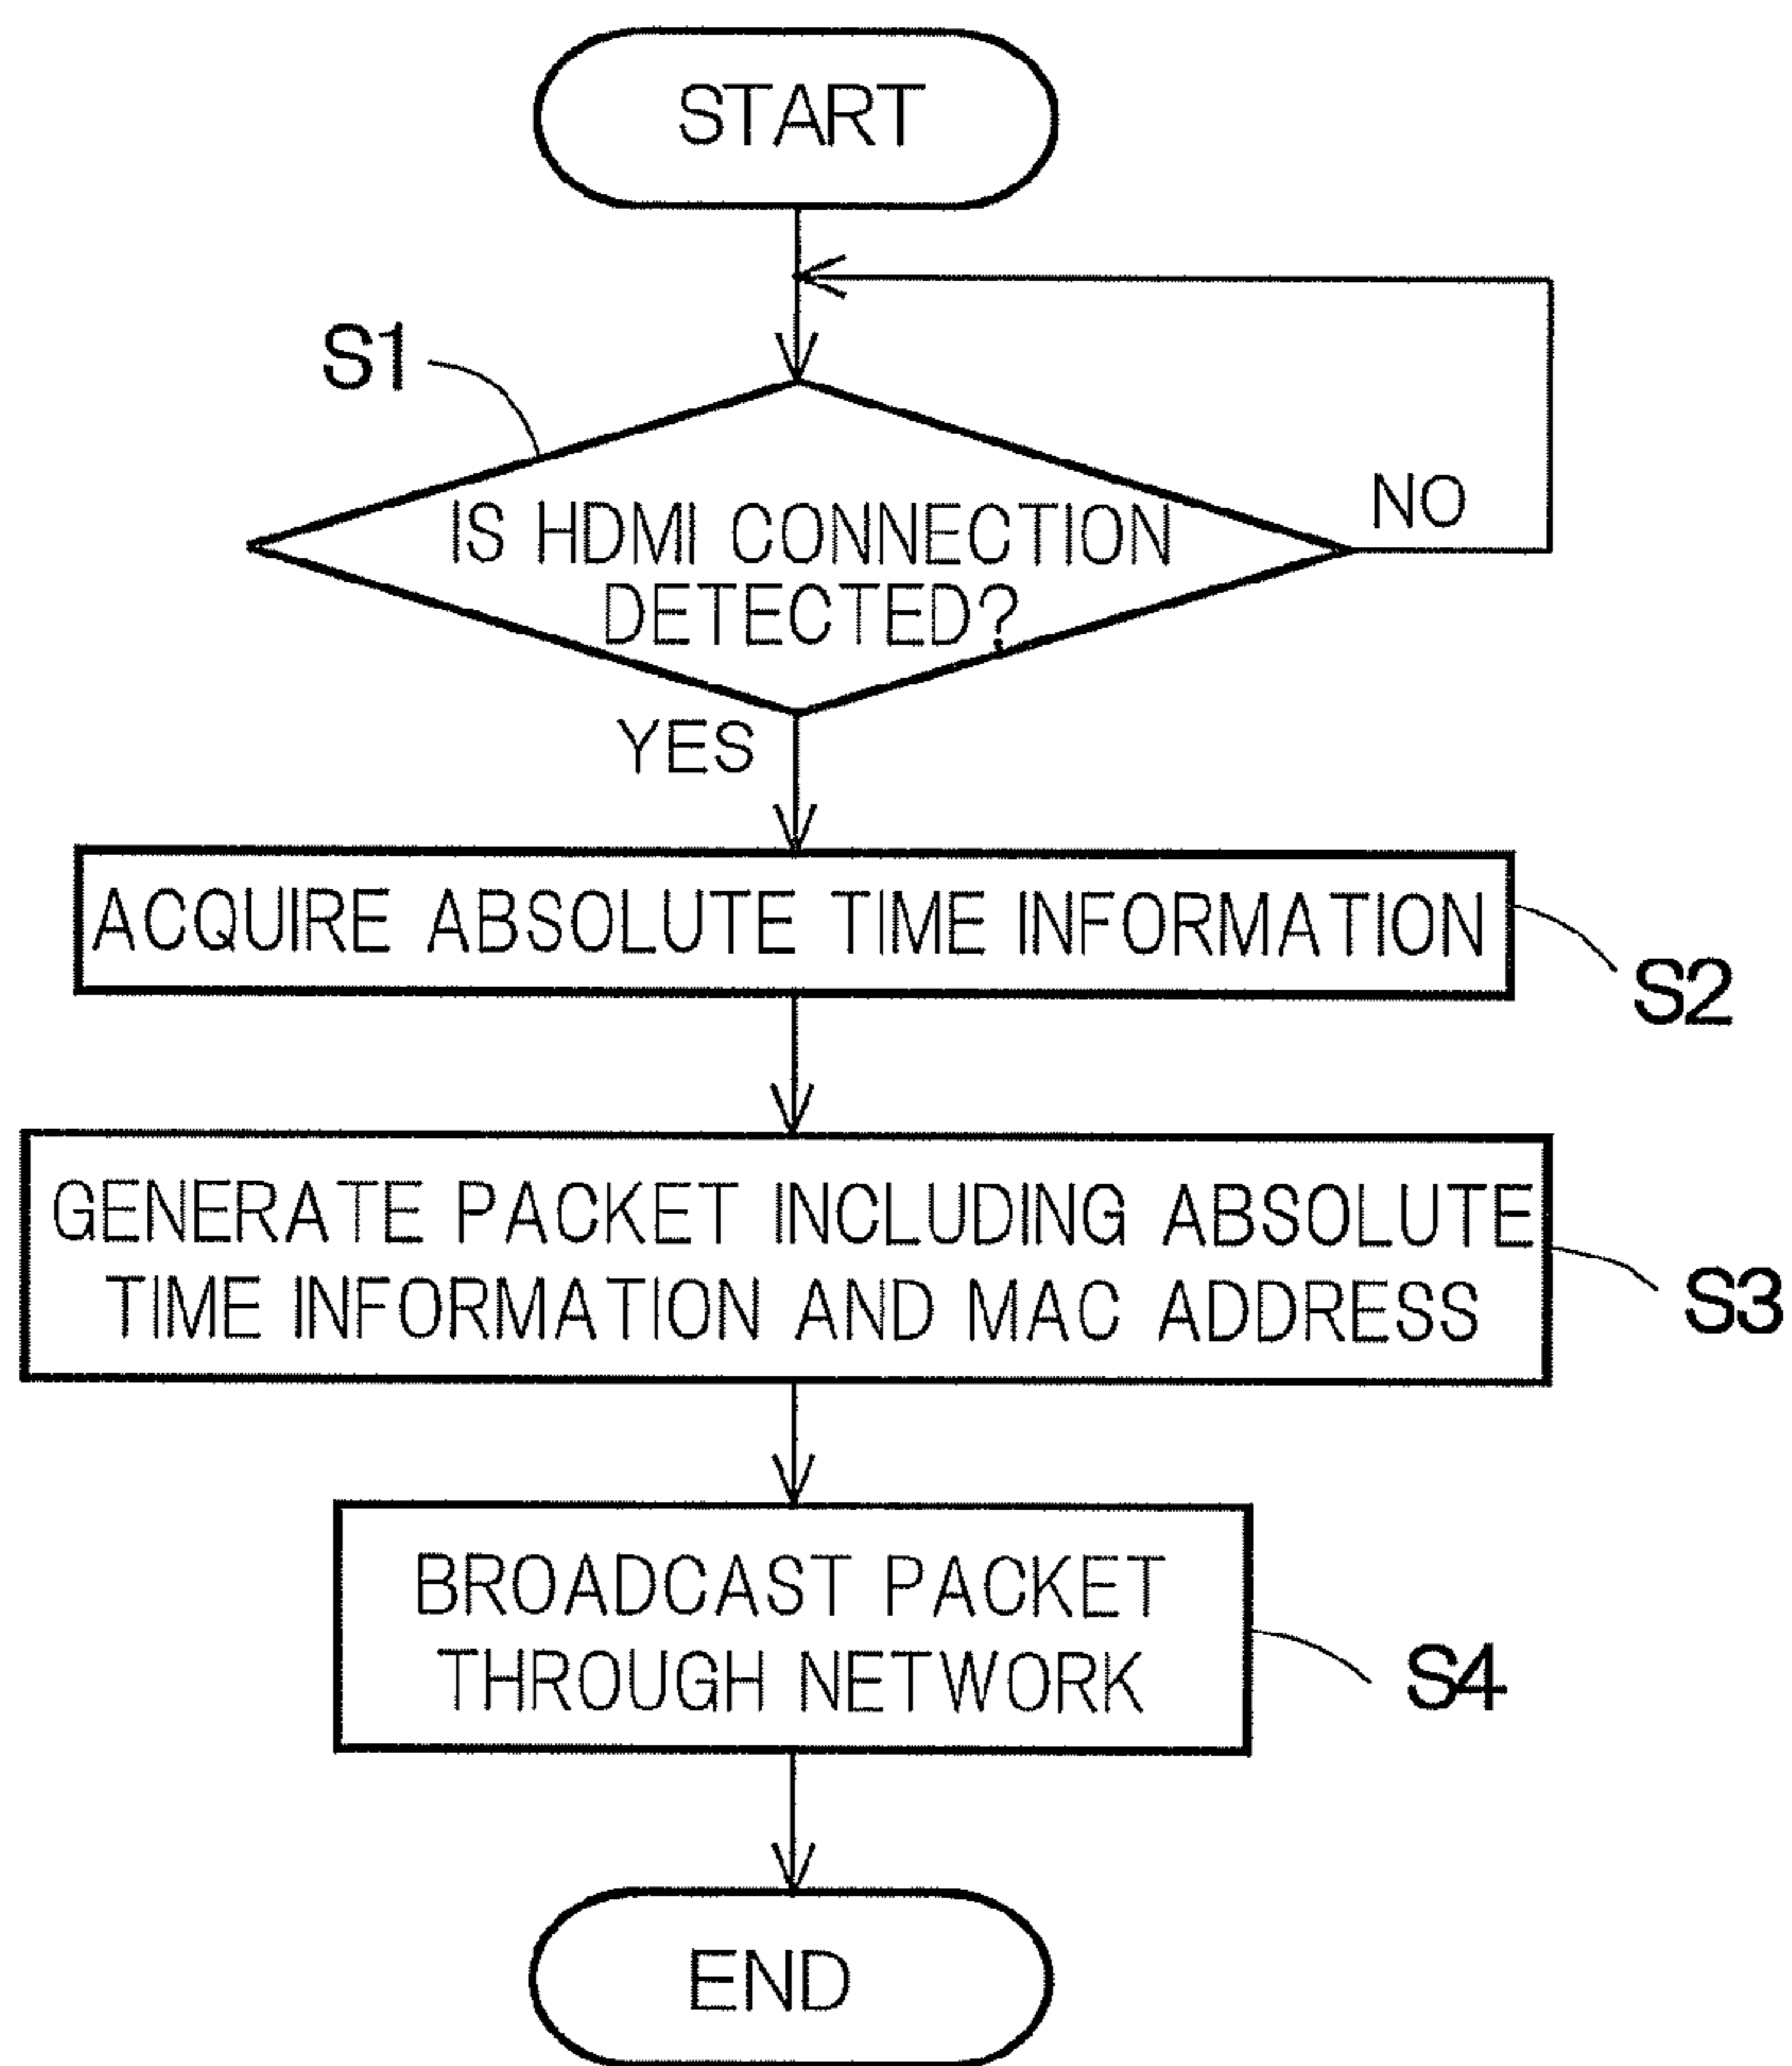 START
S1
IS HDMI CONNECTION
DETECTED?
NO
YES
ACQUIRE ABSOLUTE TIME INFORMATION
S2
GENERATE PACKET INCLUDING ABSOLUTE
TIME INFORMATION AND MAC ADDRESS
S3
BROADCAST PACKET
THROUGH NETWORK
S4
END